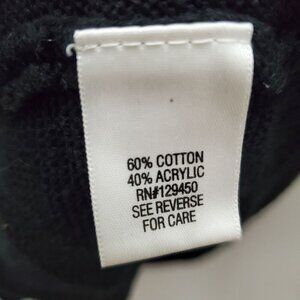 60% COTTON
40% ACRYLIC
RN#129450
SEE REVERSE
FOR CARE